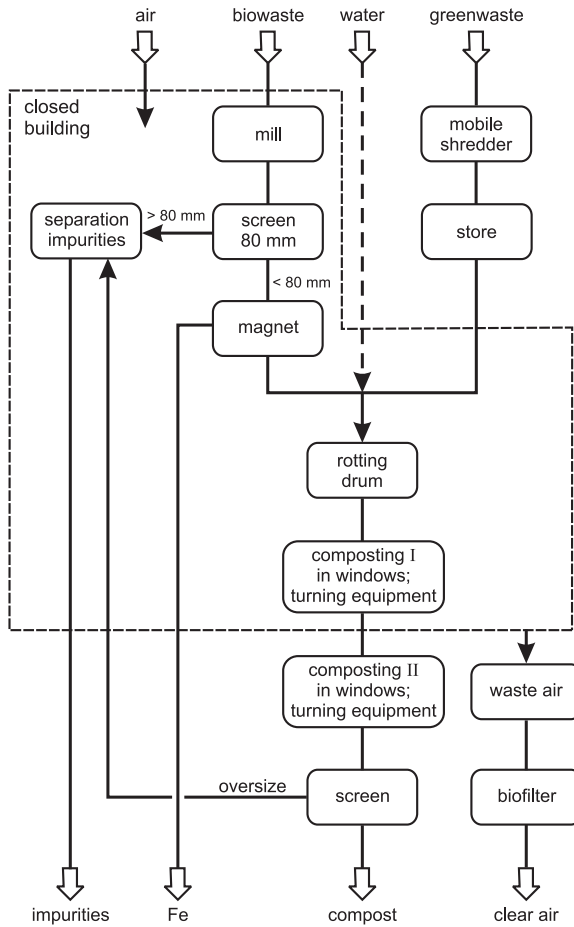 air
biowaste
water
greenwaste
closed
building
mill
mobile
shredder
separation
impurities
> 80 mm
screen
80 mm
store
< 80 mm
magnet
rotting
drum
composting I
in windows;
turning equipment
composting II
in windows;
turning equipment
waste air
oversize
screen
biofilter
impurities
Fe
compost
clear air